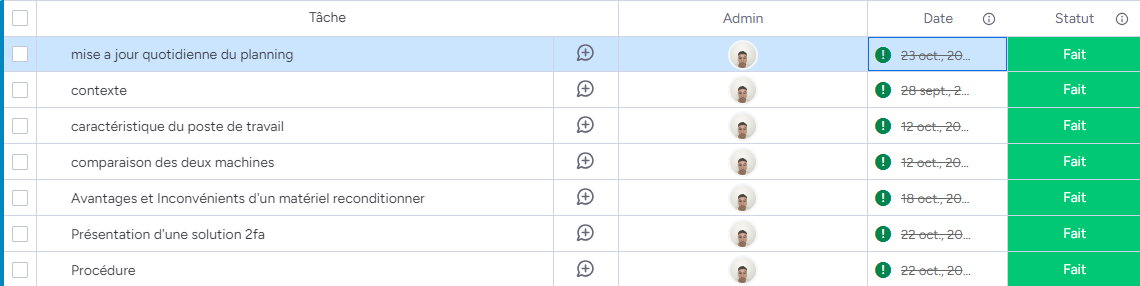 Tâche Admin Date Statut
mise a jour quotidienne du planning 23 oct., 20... Fait
contexte 28 sept., 2... Fait
caractéristique du poste de travail 12 oct., 20... Fait
comparaison des deux machines 12 oct., 20... Fait
Avantages et Inconvénients d'un matériel reconditionner 18 oct., 20... Fait
Présentation d'une solution 2fa 22 oct., 20... Fait
Procédure 22 oct., 20... Fait